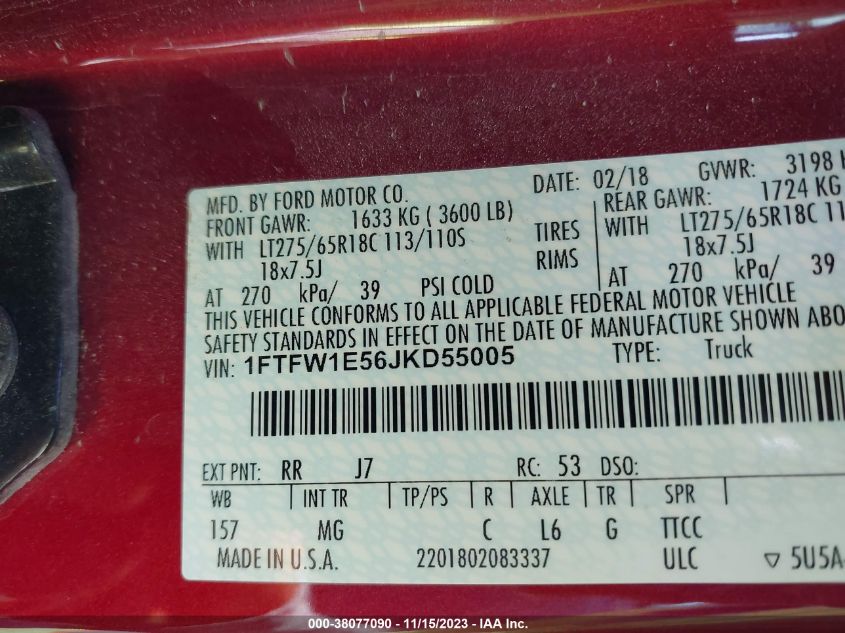 MFD. BY FORD MOTOR CO.
DATE: 02/18 GVWR: 3198
FRONT GAWR: 1633 KG ( 3600 LB) REAR GAWR: 1724 KG
WITH LT275/65R18C 113/110S TIRES WITH LT275/65R18C
18x7.5J RIMS 18x7.5J
AT 270 kPa/ 39 PSI COLD AT 270 kPa/ 39
THIS VEHICLE CONFORMS TO ALL APPLICABLE FEDERAL MOTOR VEHICLE
SAFETY STANDARDS IN EFFECT ON THE DATE OF MANUFACTURE SHOWN ABO
VIN: 1FTFW1E56JKD55005 TYPE: Truck
EXT PNT: RR J7 RC: 53 DSO:
WB INT TR TP/PS R AXLE TR SPR
157 MG C L6 G TTCC
MADE IN U.S.A. 2201802083337 ULC ▽ 5U5A
000-38077090 - 11/15/2023 - IAA Inc.